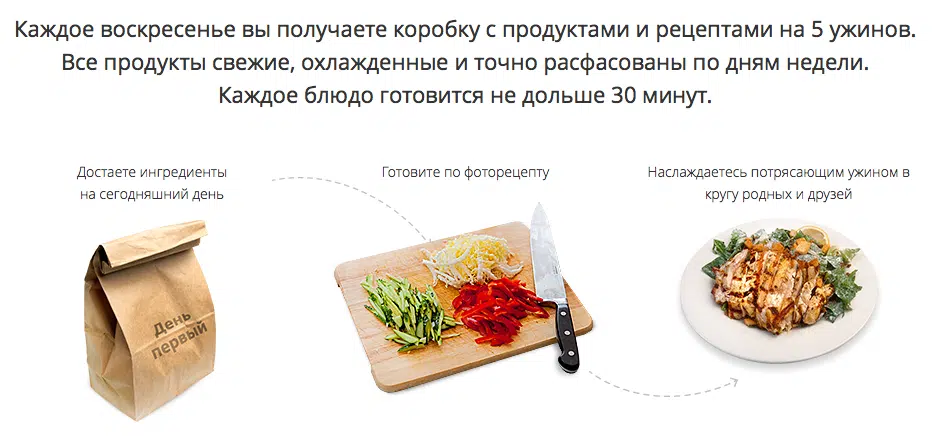 Каждое воскресенье вы получаете коробку с продуктами и рецептами на 5 ужинов.
Все продукты свежие, охлажденные и точно расфасованы по дням недели.
Каждое блюдо готовится не дольше 30 минут.
Достаете ингредиенты
на сегодняшний день
Готовите по фоторецепту
Наслаждаетесь потрясающим ужином в
кругу родных и друзей
День
первый